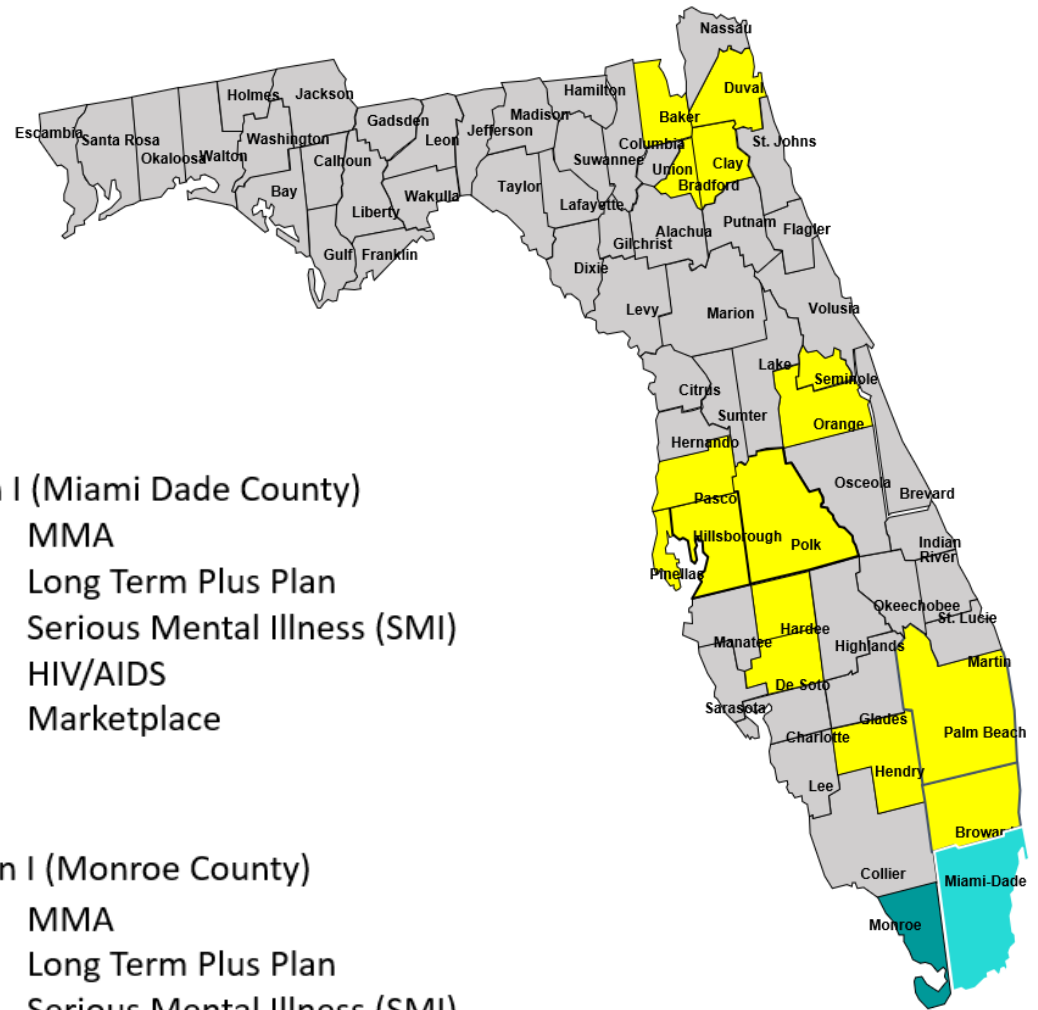 Nassau
Duval
Baker
Hamilton
Holmes
Jackson
Madison
Gadsden
Jefferson
Escambia
Santa Rosa
Washington
Leon
Columbia
St. Johns
Okaloosa
Walton
Calhoun
Suwannee
Union
Clay
Bay
Taylor
Bradford
Wakulla
Lafayette
Liberty
Putnam
Flagler
Alachua
Gilchrist
Gulf
Franklin
Dixie
Levy
Marion
Volusia
Lake
Seminole
Citrus
Sumter
Orange
Hernando
Osceola
Brevard
Pasco
Hillsborough
Polk
Indian
River
Pinellas
Okeechobee
St. Lucie
Hardee
Manatee
Highlands
Martin
De Soto
Sarasota
Glades
Charlotte
Palm Beach
Hendry
Lee
Browar
Collier
Miami-Dade
Monroe
I (Miami Dade County)
MMA
Long Term Plus Plan
Serious Mental Illness (SMI)
HIV/AIDS
Marketplace
n I (Monroe County)
MMA
Long Term Plus Plan
Serious Mental Illness (SMI)